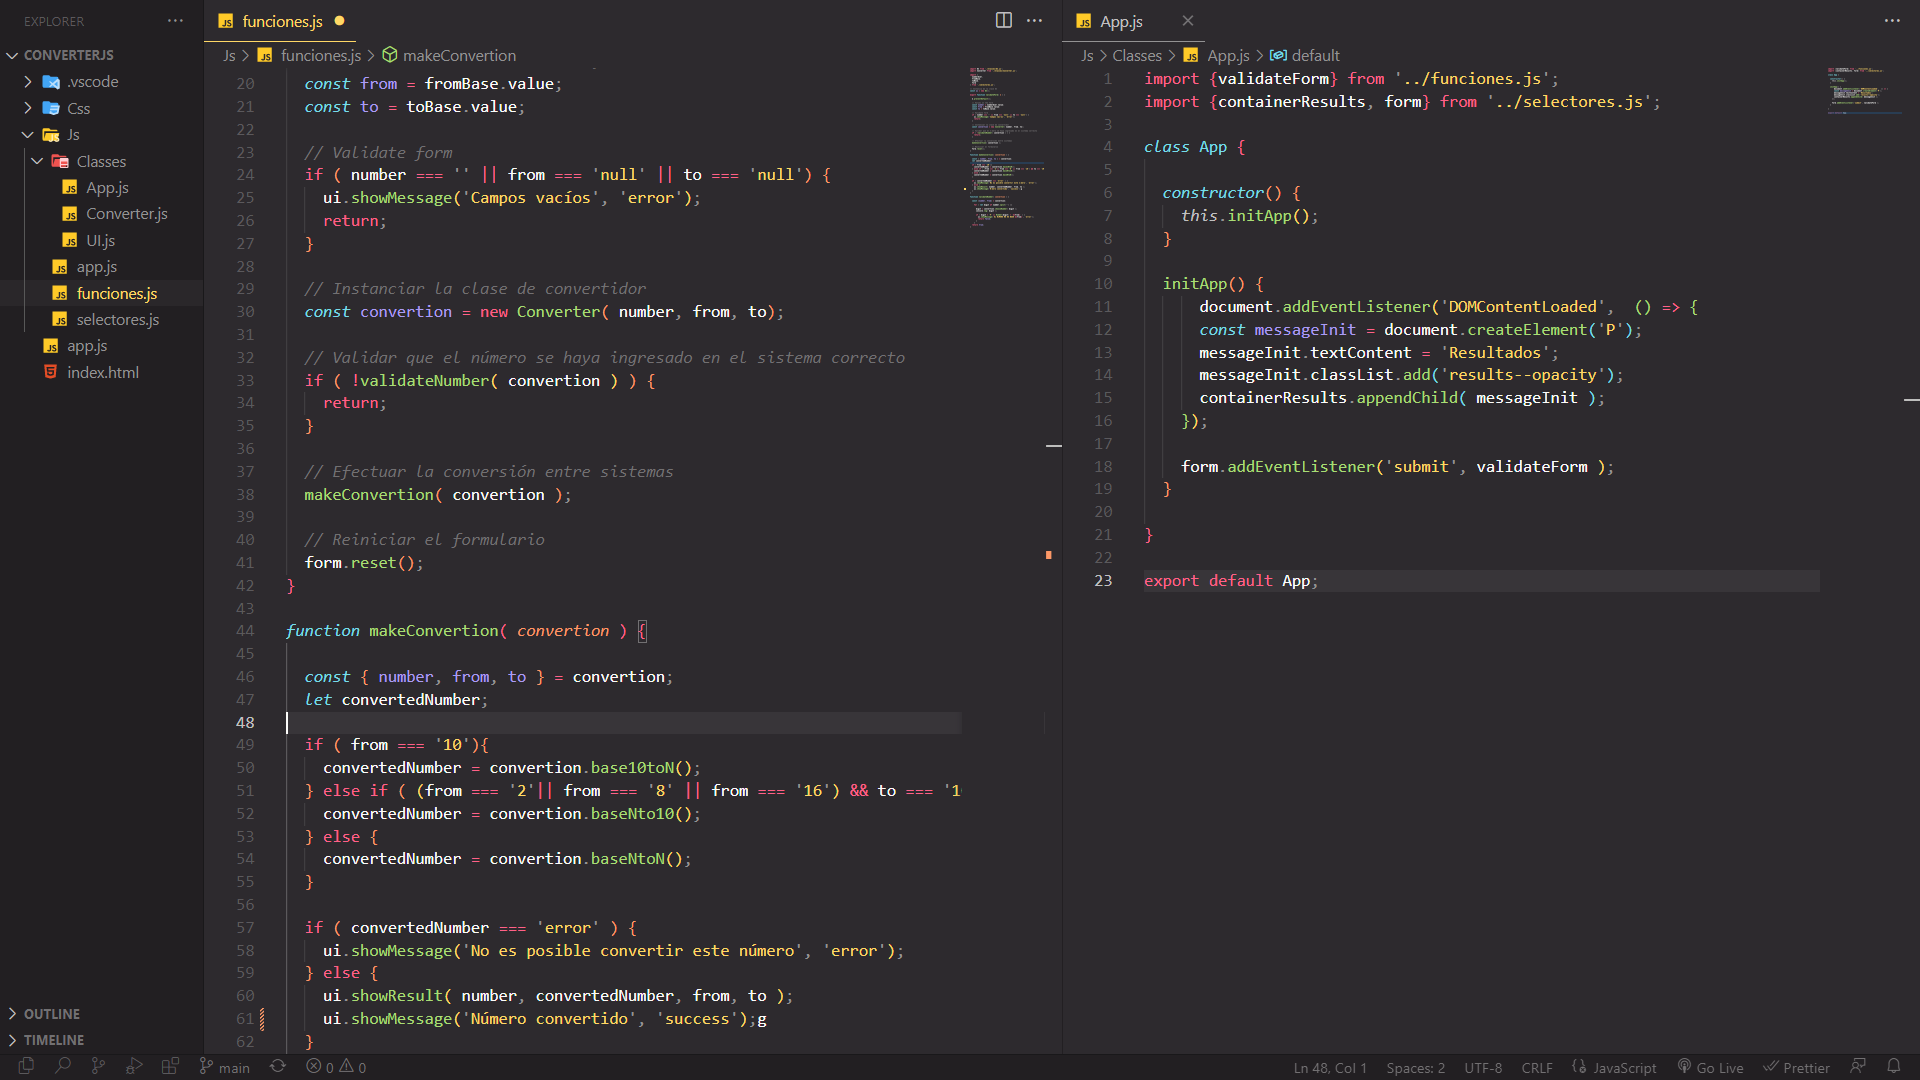 EXPLORER
CONVERTERJS
.vscode
Css
Js
Classes
App.js
Converter.js
UI.js
app.js
funciones.js
selectores.js
app.js
index.html
OUTLINE
TIMELINE
funciones.js
Js > funciones.js > makeConvertion
20 const from = fromBase.value;
21 const to = toBase.value;
22
23 // Validate form
24 if ( number === '' || from === 'null' || to === 'null') {
25 ui.showMessage('Campos vacíos', 'error');
26 return;
27 }
28
29 // Instanciar la clase de convertidor
30 const convertion = new Converter( number, from, to);
31
32 // Validar que el número se haya ingresado en el sistema correcto
33 if ( !validateNumber( convertion ) ) {
34 return;
35 }
36
37 // Efectuar la conversión entre sistemas
38 makeConvertion( convertion );
39
40 // Reiniciar el formulario
41 form.reset();
42 }
43
44 function makeConvertion( convertion ) {
45
46 const { number, from, to } = convertion;
47 let convertedNumber;
48
49 if ( from === '10'){
50 convertedNumber = convertion.base10toN();
51 } else if ( (from === '2'|| from === '8' || from === '16') && to === '1
52 convertedNumber = convertion.baseNto10();
53 } else {
54 convertedNumber = convertion.baseNtoN();
55 }
56
57 if ( convertedNumber === 'error' ) {
58 ui.showMessage('No es posible convertir este número', 'error');
59 } else {
60 ui.showResult( number, convertedNumber, from, to );
61 ui.showMessage('Número convertido', 'success');g
62 }
App.js
Js > Classes > App.js > default
1 import {validateForm} from '../funciones.js';
2 import {containerResults, form} from '../selectores.js';
3
4 class App {
5
6 constructor() {
7 this.initApp();
8 }
9
10 initApp() {
11 document.addEventListener('DOMContentLoaded', () => {
12 const messageInit = document.createElement('P');
13 messageInit.textContent = 'Resultados';
14 messageInit.classList.add('results--opacity');
15 containerResults.appendChild( messageInit );
16 });
17
18 form.addEventListener('submit', validateForm );
19 }
20
21 }
22
23 export default App;
main 0 0 Ln 48, Col 1 Spaces: 2 UTF-8 CRLF JavaScript Go Live Prettier